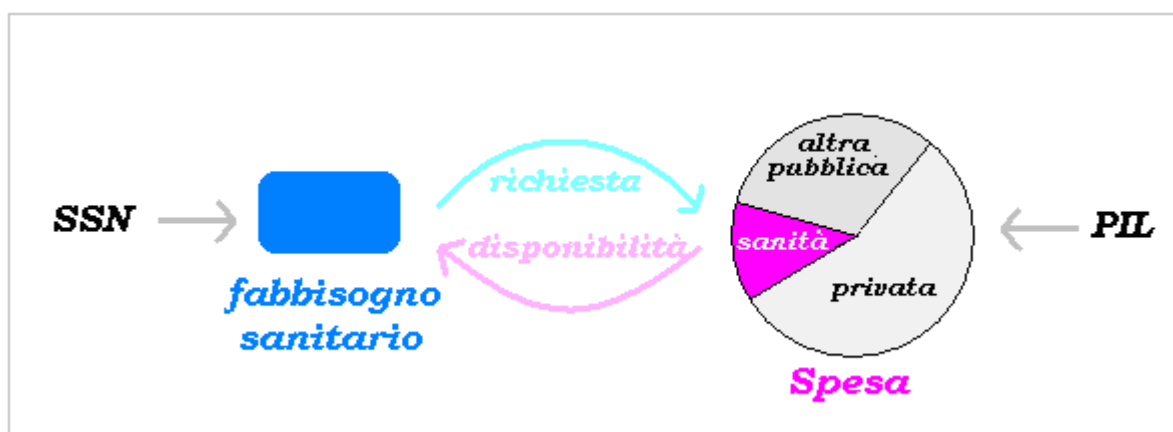 SSN
fabbisogno
sanitario
richiesta
disponibilità
altra
pubblica
sanità
privata
Spesa
PIL